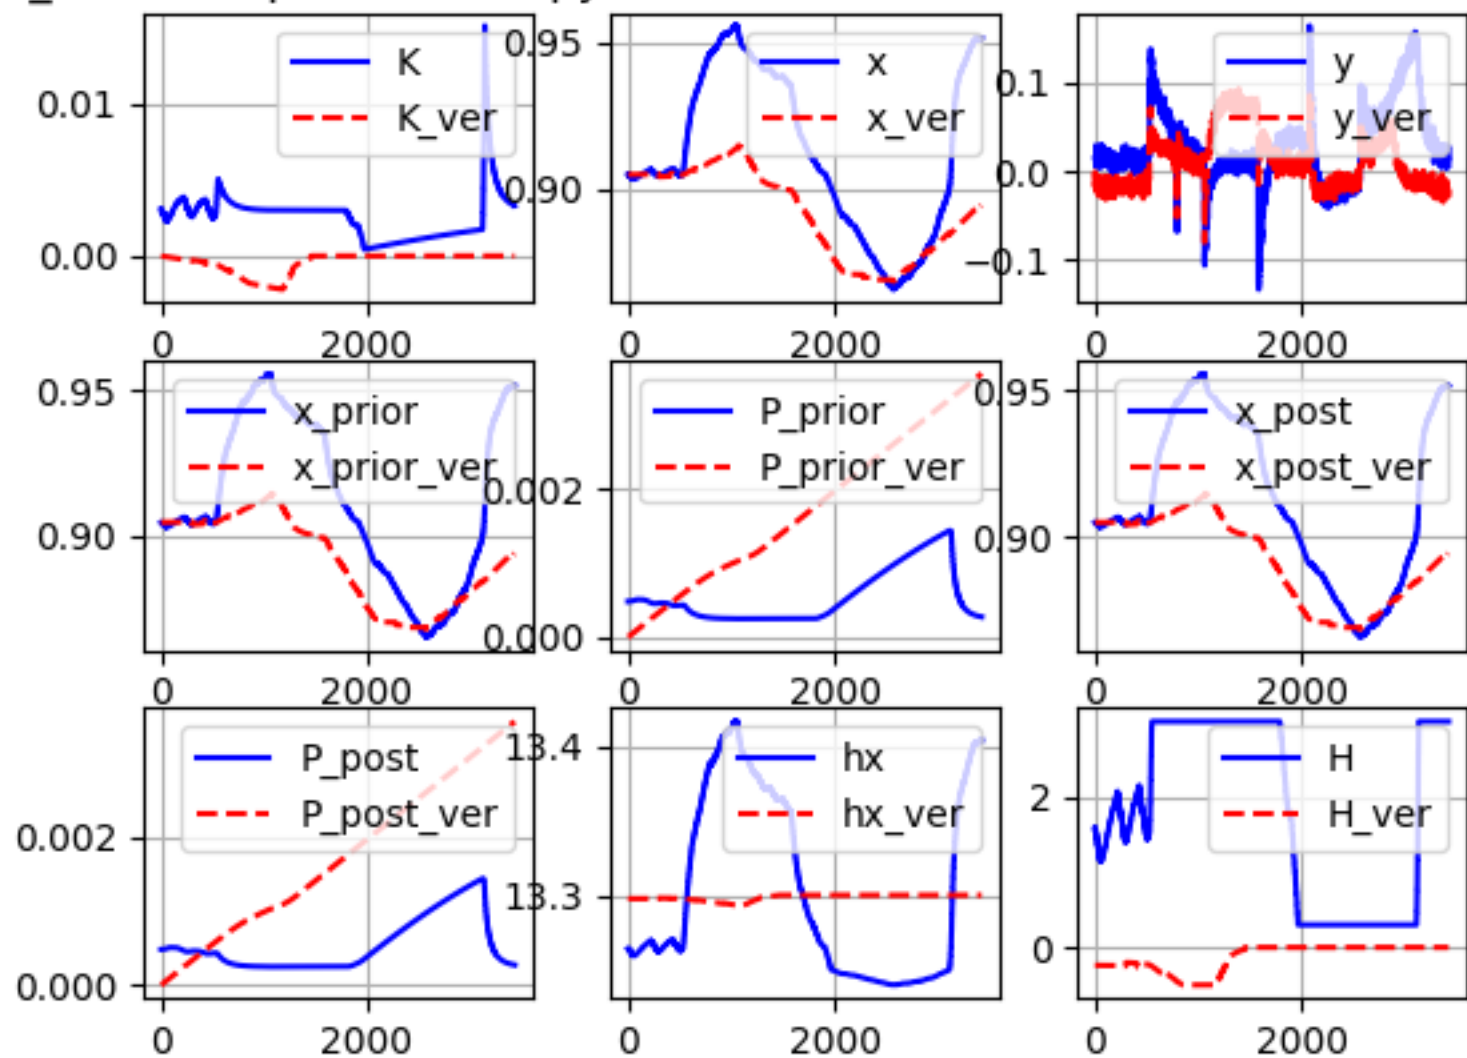 K
K_ver
0.01
0.00
0
2000
x
x_ver
0.95
0.90
0
2000
y
y_ver
0.1
0.0
−0.1
0
2000
x_prior
x_prior_ver
0.95
0.90
0
2000
P_prior
P_prior_ver
0.002
0.000
0
2000
x_post
x_post_ver
0.95
0.90
0
2000
P_post
P_post_ver
0.002
0.000
0
2000
hx
hx_ver
13.4
13.3
0
2000
H
H_ver
2
0
0
2000